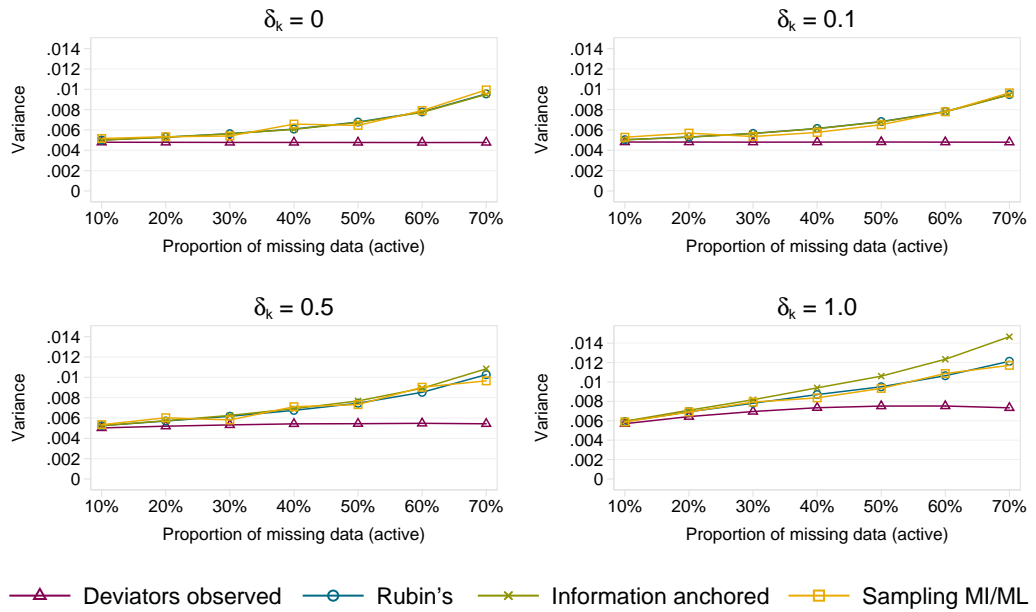 δk = 0
.014
.012
.01
.008
.006
.004
.002
0
Variance
10% 20% 30% 40% 50% 60% 70%
Proportion of missing data (active)
δk = 0.1
.014
.012
.01
.008
.006
.004
.002
0
Variance
10% 20% 30% 40% 50% 60% 70%
Proportion of missing data (active)
δk = 0.5
.014
.012
.01
.008
.006
.004
.002
0
Variance
10% 20% 30% 40% 50% 60% 70%
Proportion of missing data (active)
δk = 1.0
.014
.012
.01
.008
.006
.004
.002
0
Variance
10% 20% 30% 40% 50% 60% 70%
Proportion of missing data (active)
Deviators observed Rubin's Information anchored Sampling MI/ML